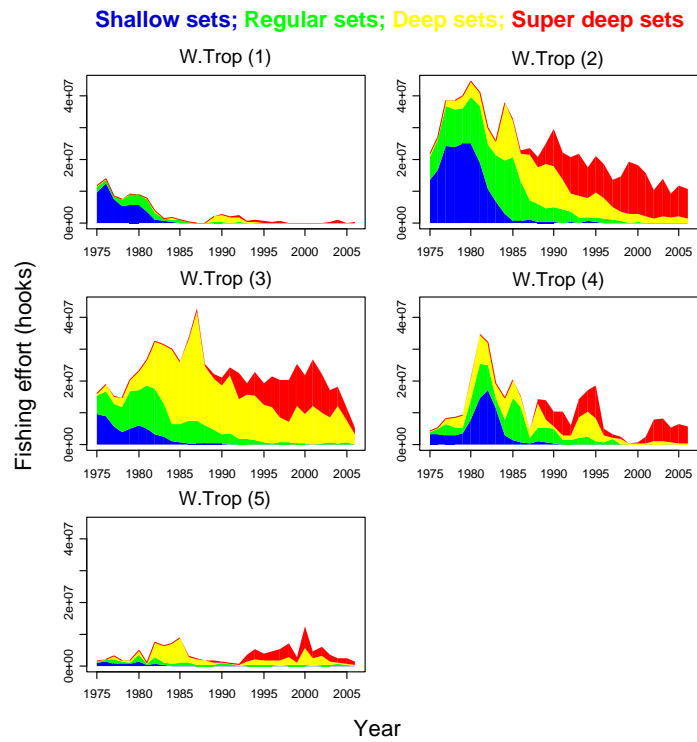 Shallow sets; Regular sets; Deep sets; Super deep sets
W.Trop (1)
0e+00 2e+07 4e+07
1975 1980 1985 1990 1995 2000 2005
W.Trop (2)
0e+00 2e+07 4e+07
1975 1980 1985 1990 1995 2000 2005
W.Trop (3)
0e+00 2e+07 4e+07
1975 1980 1985 1990 1995 2000 2005
W.Trop (4)
0e+00 2e+07 4e+07
1975 1980 1985 1990 1995 2000 2005
W.Trop (5)
0e+00 2e+07 4e+07
1975 1980 1985 1990 1995 2000 2005
Fishing effort (hooks)
Year